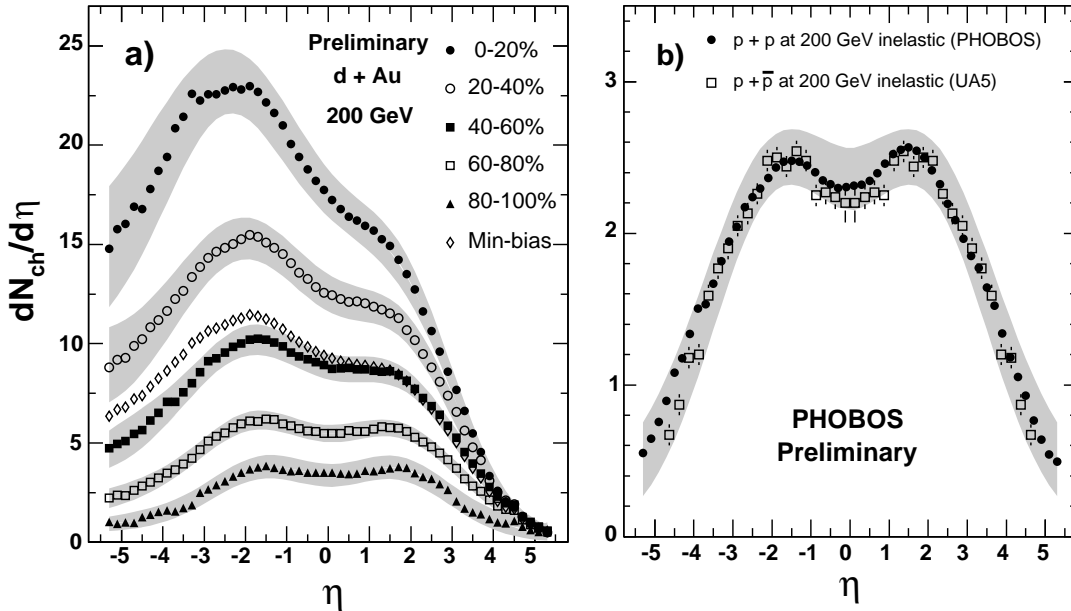 a)
Preliminary
d + Au
200 GeV
0-20%
20-40%
40-60%
60-80%
80-100%
Min-bias
dN_ch/dη
25
20
15
10
5
0
-5 -4 -3 -2 -1 0 1 2 3 4 5
η
b)
p + p at 200 GeV inelastic (PHOBOS)
p + p̅ at 200 GeV inelastic (UA5)
3
2
1
0
PHOBOS
Preliminary
-5 -4 -3 -2 -1 0 1 2 3 4 5
η